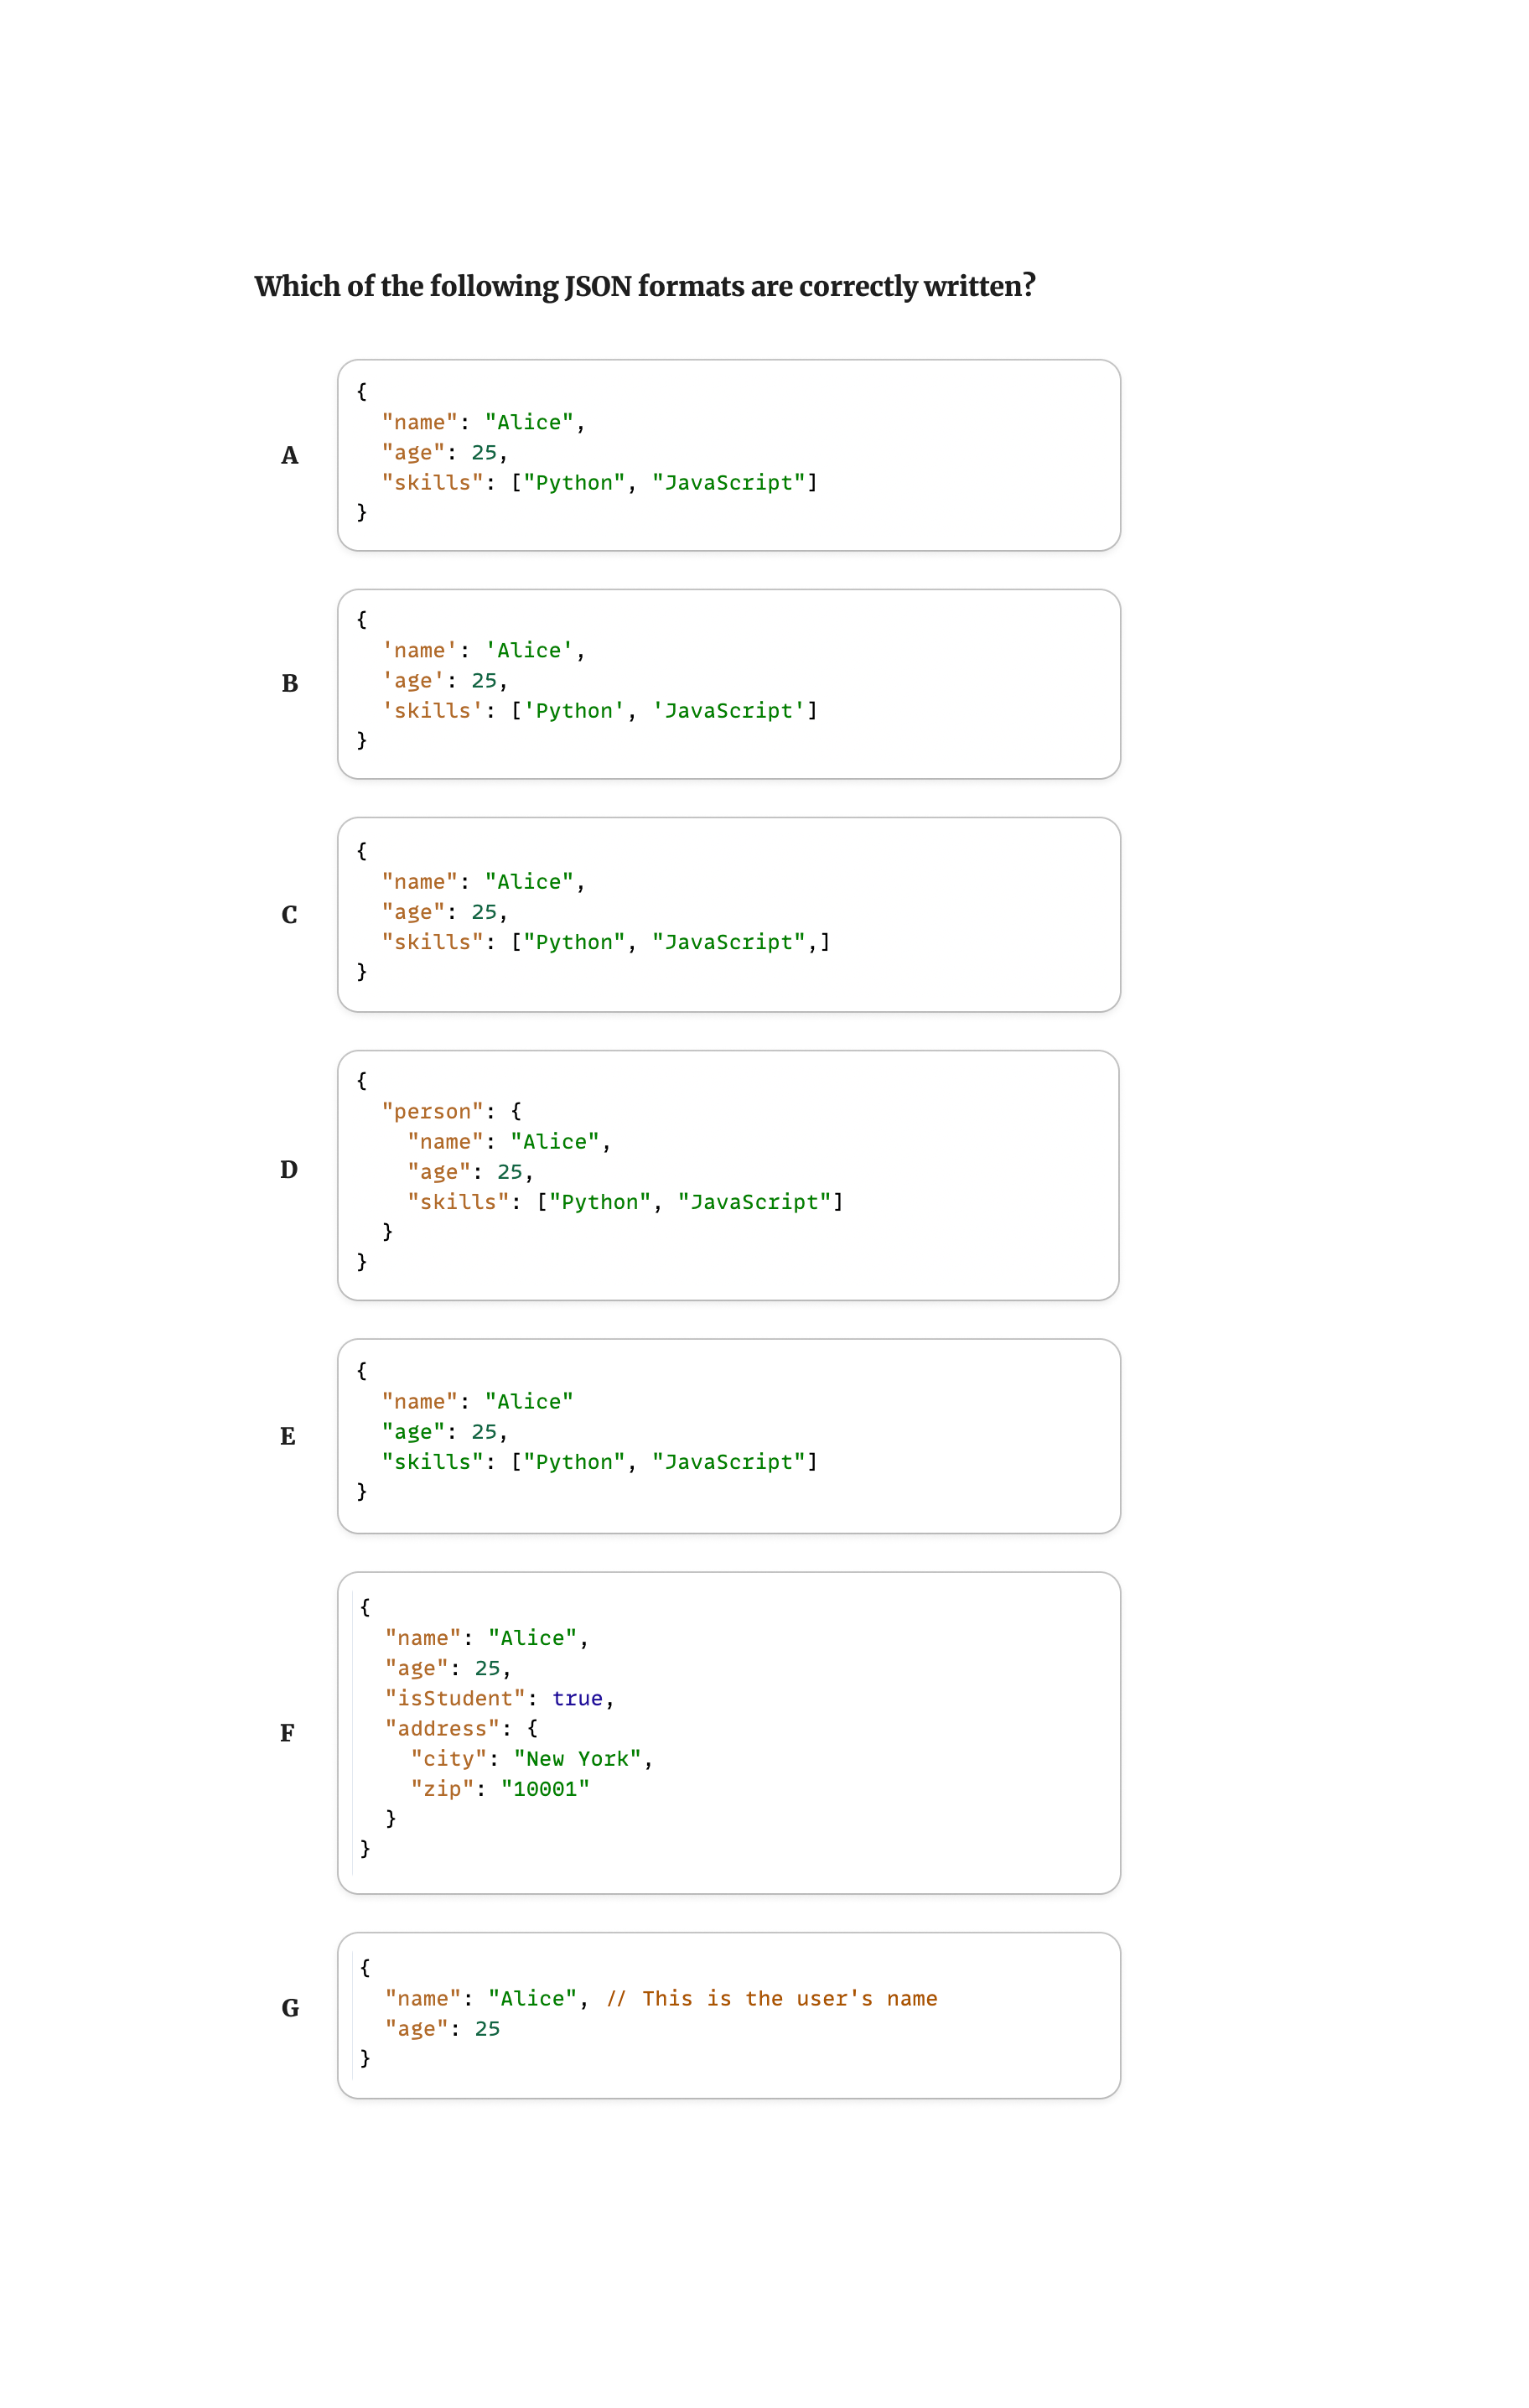 Which of the following JSON formats are correctly written?
A
{
  "name": "Alice",
  "age": 25,
  "skills": ["Python", "JavaScript"]
}
B
{
  'name': 'Alice',
  'age': 25,
  'skills': ['Python', 'JavaScript']
}
C
{
  "name": "Alice",
  "age": 25,
  "skills": ["Python", "JavaScript",]
}
D
{
  "person": {
    "name": "Alice",
    "age": 25,
    "skills": ["Python", "JavaScript"]
  }
}
E
{
  "name": "Alice"
  "age": 25,
  "skills": ["Python", "JavaScript"]
}
F
{
  "name": "Alice",
  "age": 25,
  "isStudent": true,
  "address": {
    "city": "New York",
    "zip": "10001"
  }
}
G
{
  "name": "Alice", // This is the user's name
  "age": 25
}